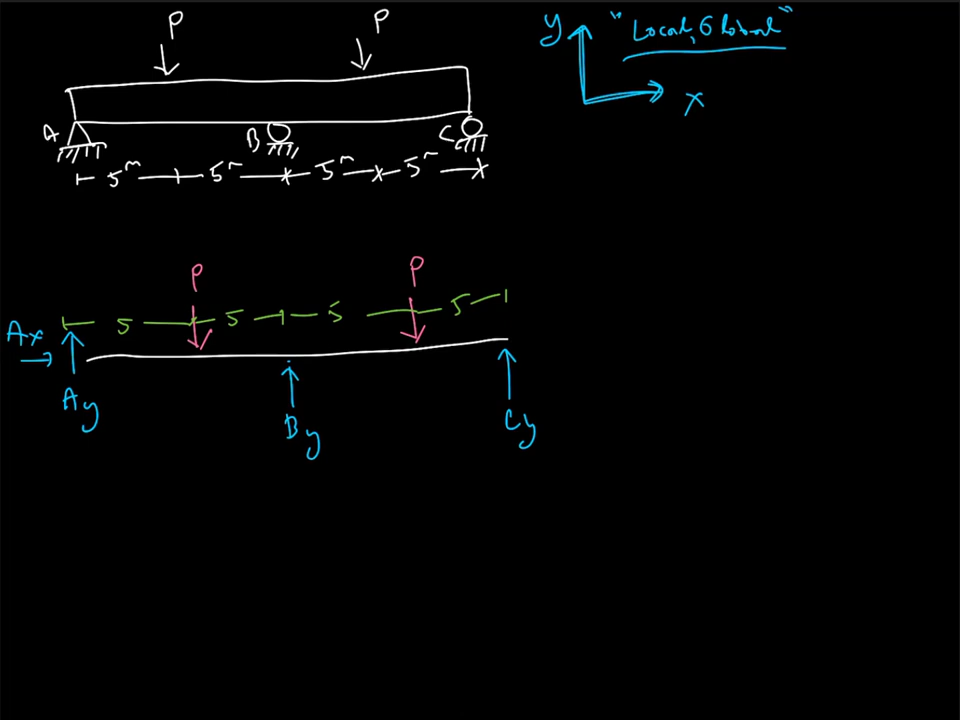 P P
y "Local, Global"
x
A B C
5m 5m 5m 5m
P P
5 5 5 5
Ax
Ay By Cy